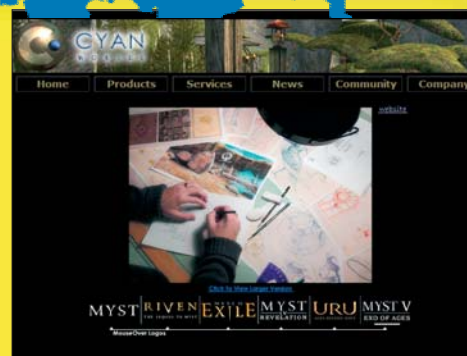 CYAN
WORLDS
Home Products Services News Community Company
website
Click to View Larger Version
MYST RIVEN EXILE MYST URU MYST V
THE SEQUEL TO MYST REVELATION END OF AGES
MouseOver Logos